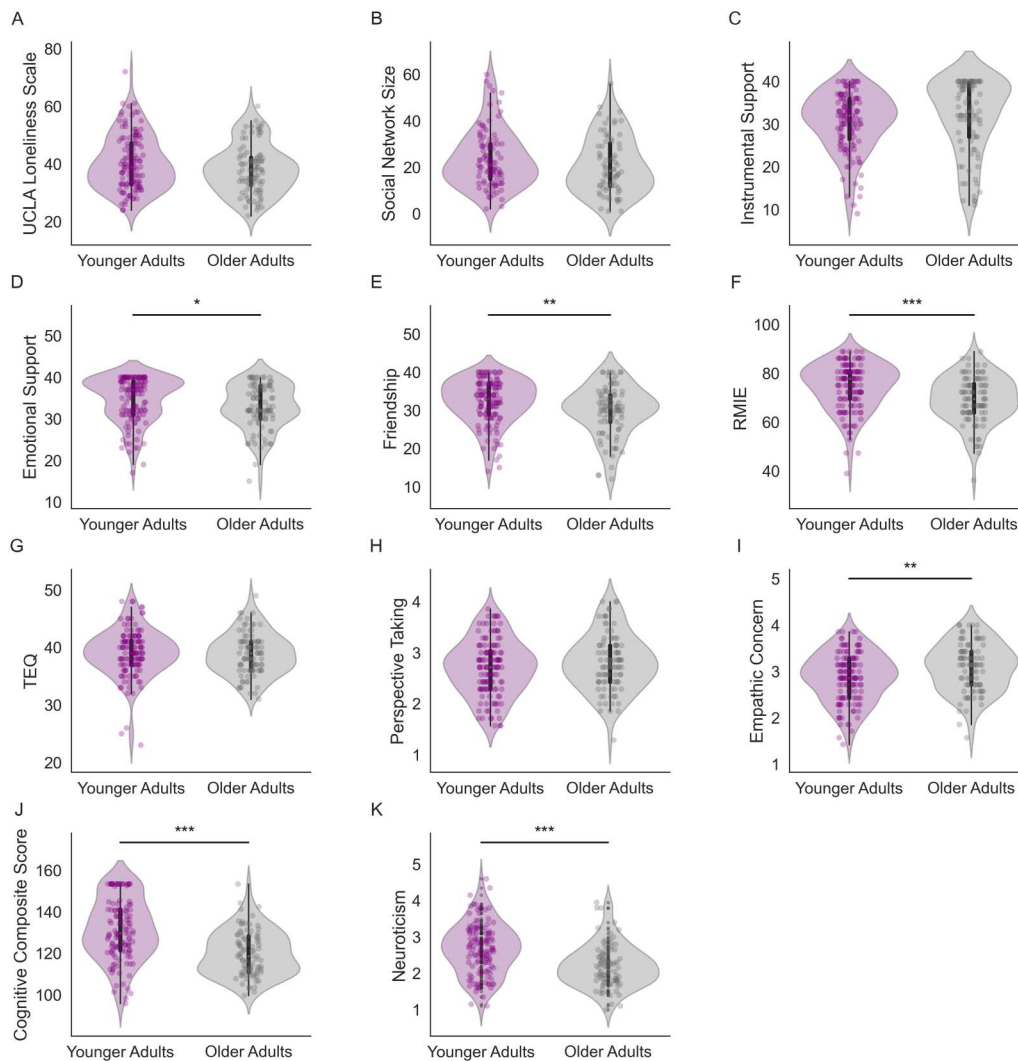 A
UCLA Loneliness Scale
80
60
40
20
Younger Adults
Older Adults
B
Social Network Size
60
40
20
0
Younger Adults
Older Adults
C
Instrumental Support
40
30
20
10
Younger Adults
Older Adults
D
*
Emotional Support
50
40
30
20
10
Younger Adults
Older Adults
E
**
Friendship
50
40
30
20
10
Younger Adults
Older Adults
F
***
RMIE
100
80
60
40
Younger Adults
Older Adults
G
TEQ
50
40
30
20
Younger Adults
Older Adults
H
Perspective Taking
4
3
2
1
Younger Adults
Older Adults
I
**
Empathic Concern
5
4
3
2
1
Younger Adults
Older Adults
J
***
Cognitive Composite Score
160
140
120
100
Younger Adults
Older Adults
K
***
Neuroticism
5
4
3
2
1
Younger Adults
Older Adults